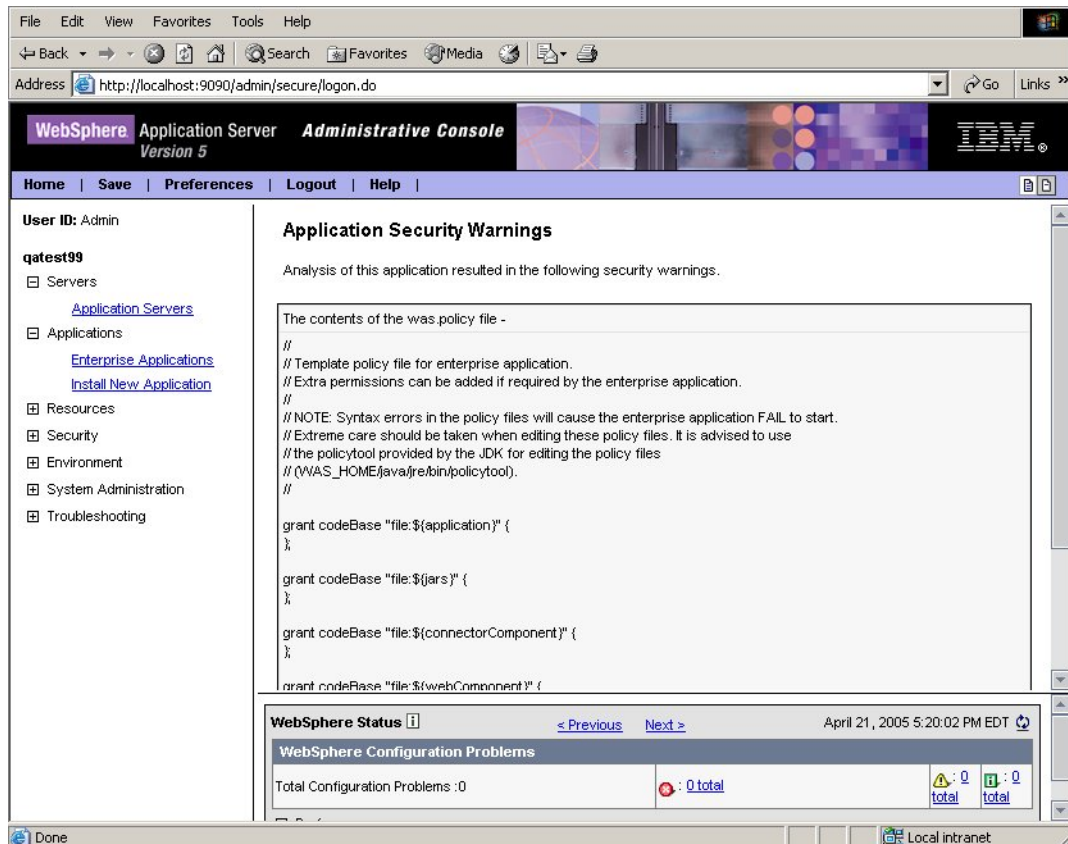 File Edit View Favorites Tools Help
Back Search Favorites Media
Address http://localhost:9090/admin/secure/logon.do Go Links »
WebSphere Application Server Administrative Console
Version 5
IBM®
Home | Save | Preferences | Logout | Help |
User ID: Admin
qatest99
Servers
Application Servers
Applications
Enterprise Applications
Install New Application
Resources
Security
Environment
System Administration
Troubleshooting
Application Security Warnings
Analysis of this application resulted in the following security warnings.
The contents of the was.policy file -
//
// Template policy file for enterprise application.
// Extra permissions can be added if required by the enterprise application.
//
// NOTE: Syntax errors in the policy files will cause the enterprise application FAIL to start.
// Extreme care should be taken when editing these policy files. It is advised to use
// the policytool provided by the JDK for editing the policy files
// (WAS_HOME/java/jre/bin/policytool).
//
grant codeBase "file:${application}" {
};
grant codeBase "file:${jars}" {
};
grant codeBase "file:${connectorComponent}" {
};
grant codeBase "file:${webComponent}" {
WebSphere Status i < Previous Next > April 21, 2005 5:20:02 PM EDT
WebSphere Configuration Problems
Total Configuration Problems :0 : 0 total : 0 total : 0 total
Done Local intranet